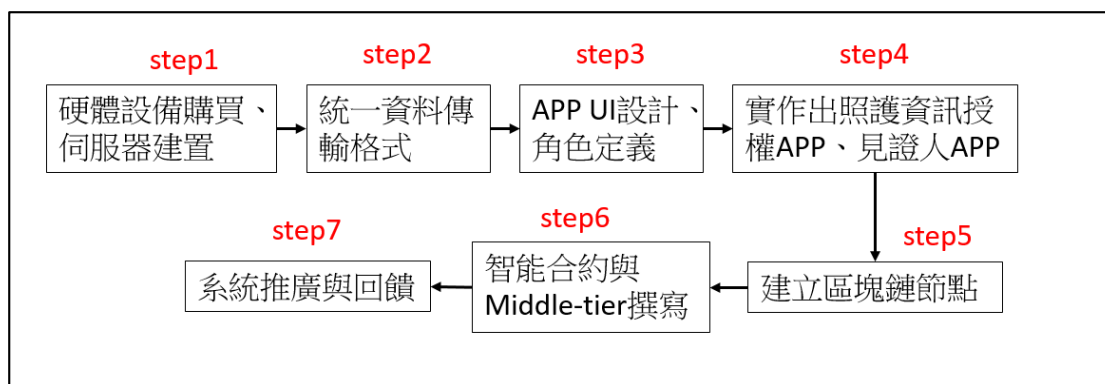 step1
硬體設備購買、
伺服器建置
step2
統一資料傳
輸格式
step3
APP UI設計、
角色定義
step4
實作出照護資訊授
權APP、見證人APP
step5
建立區塊鏈節點
step6
智能合約與
Middle-tier撰寫
step7
系統推廣與回饋